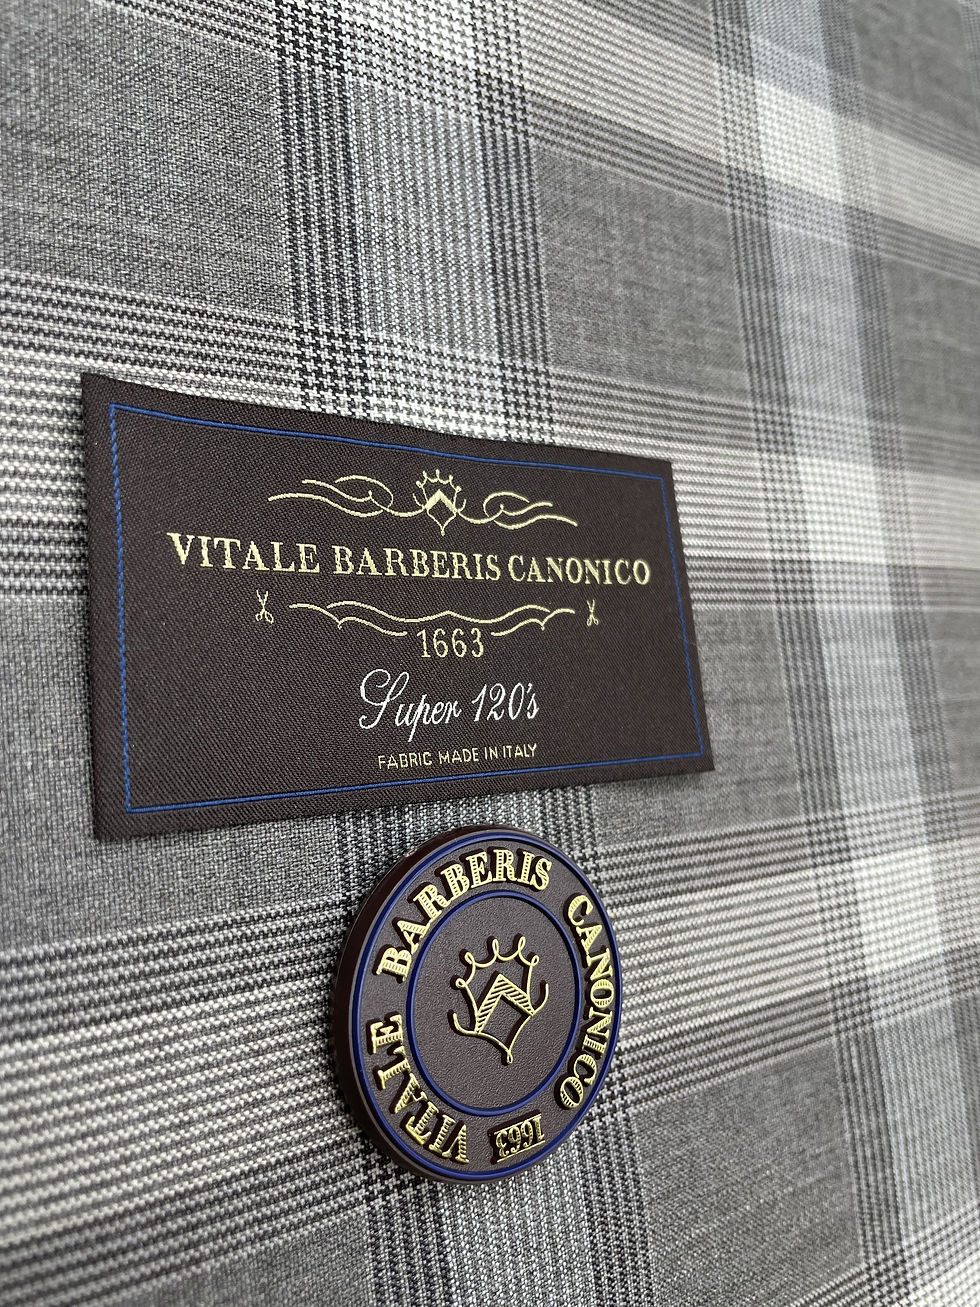 VITALE BARBERIS CANONICO
1663
Super 120's
FABRIC MADE IN ITALY
VITALE BARBERIS CANONICO
1663